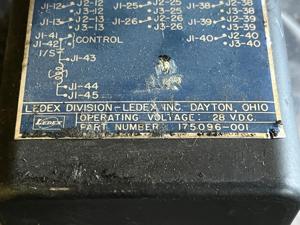 J1-12 J2-12 J1-25 J2-25 J1-38 J2-38
J3-12 J3-25 J3-38
J1-13 J2-13 J2-26 J1-39 J2-39
J3-13 J3-26 J3-39
J1-41 CONTROL J1-40 J2-40
J1-42 J3-40
J1-43
J1-44
J1-45
LEDEX DIVISION-LEDEX INC. DAYTON, OHIO
LEDEX OPERATING VOLTAGE: 28 V.D.C.
PART NUMBER: 175096-001